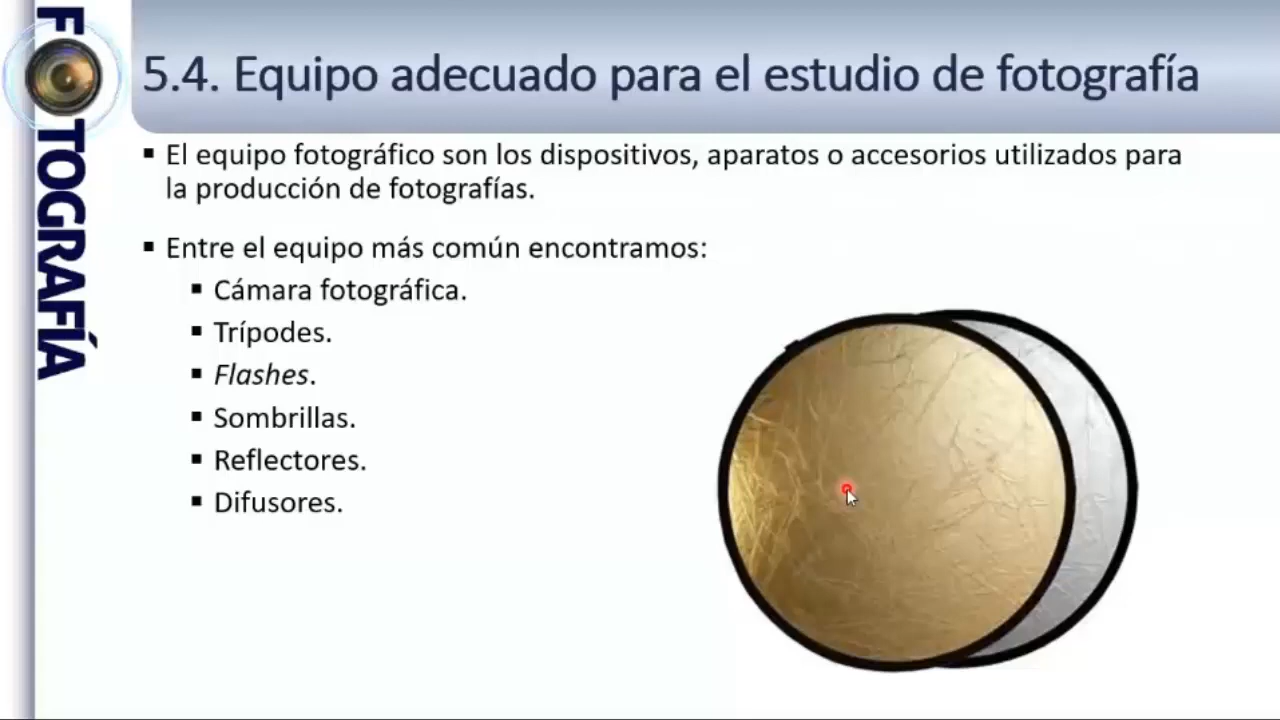 FOTOGRAFÍA
5.4. Equipo adecuado para el estudio de fotografía
▪ El equipo fotográfico son los dispositivos, aparatos o accesorios utilizados para
la producción de fotografías.
▪ Entre el equipo más común encontramos:
▪ Cámara fotográfica.
▪ Trípodes.
▪ Flashes.
▪ Sombrillas.
▪ Reflectores.
▪ Difusores.